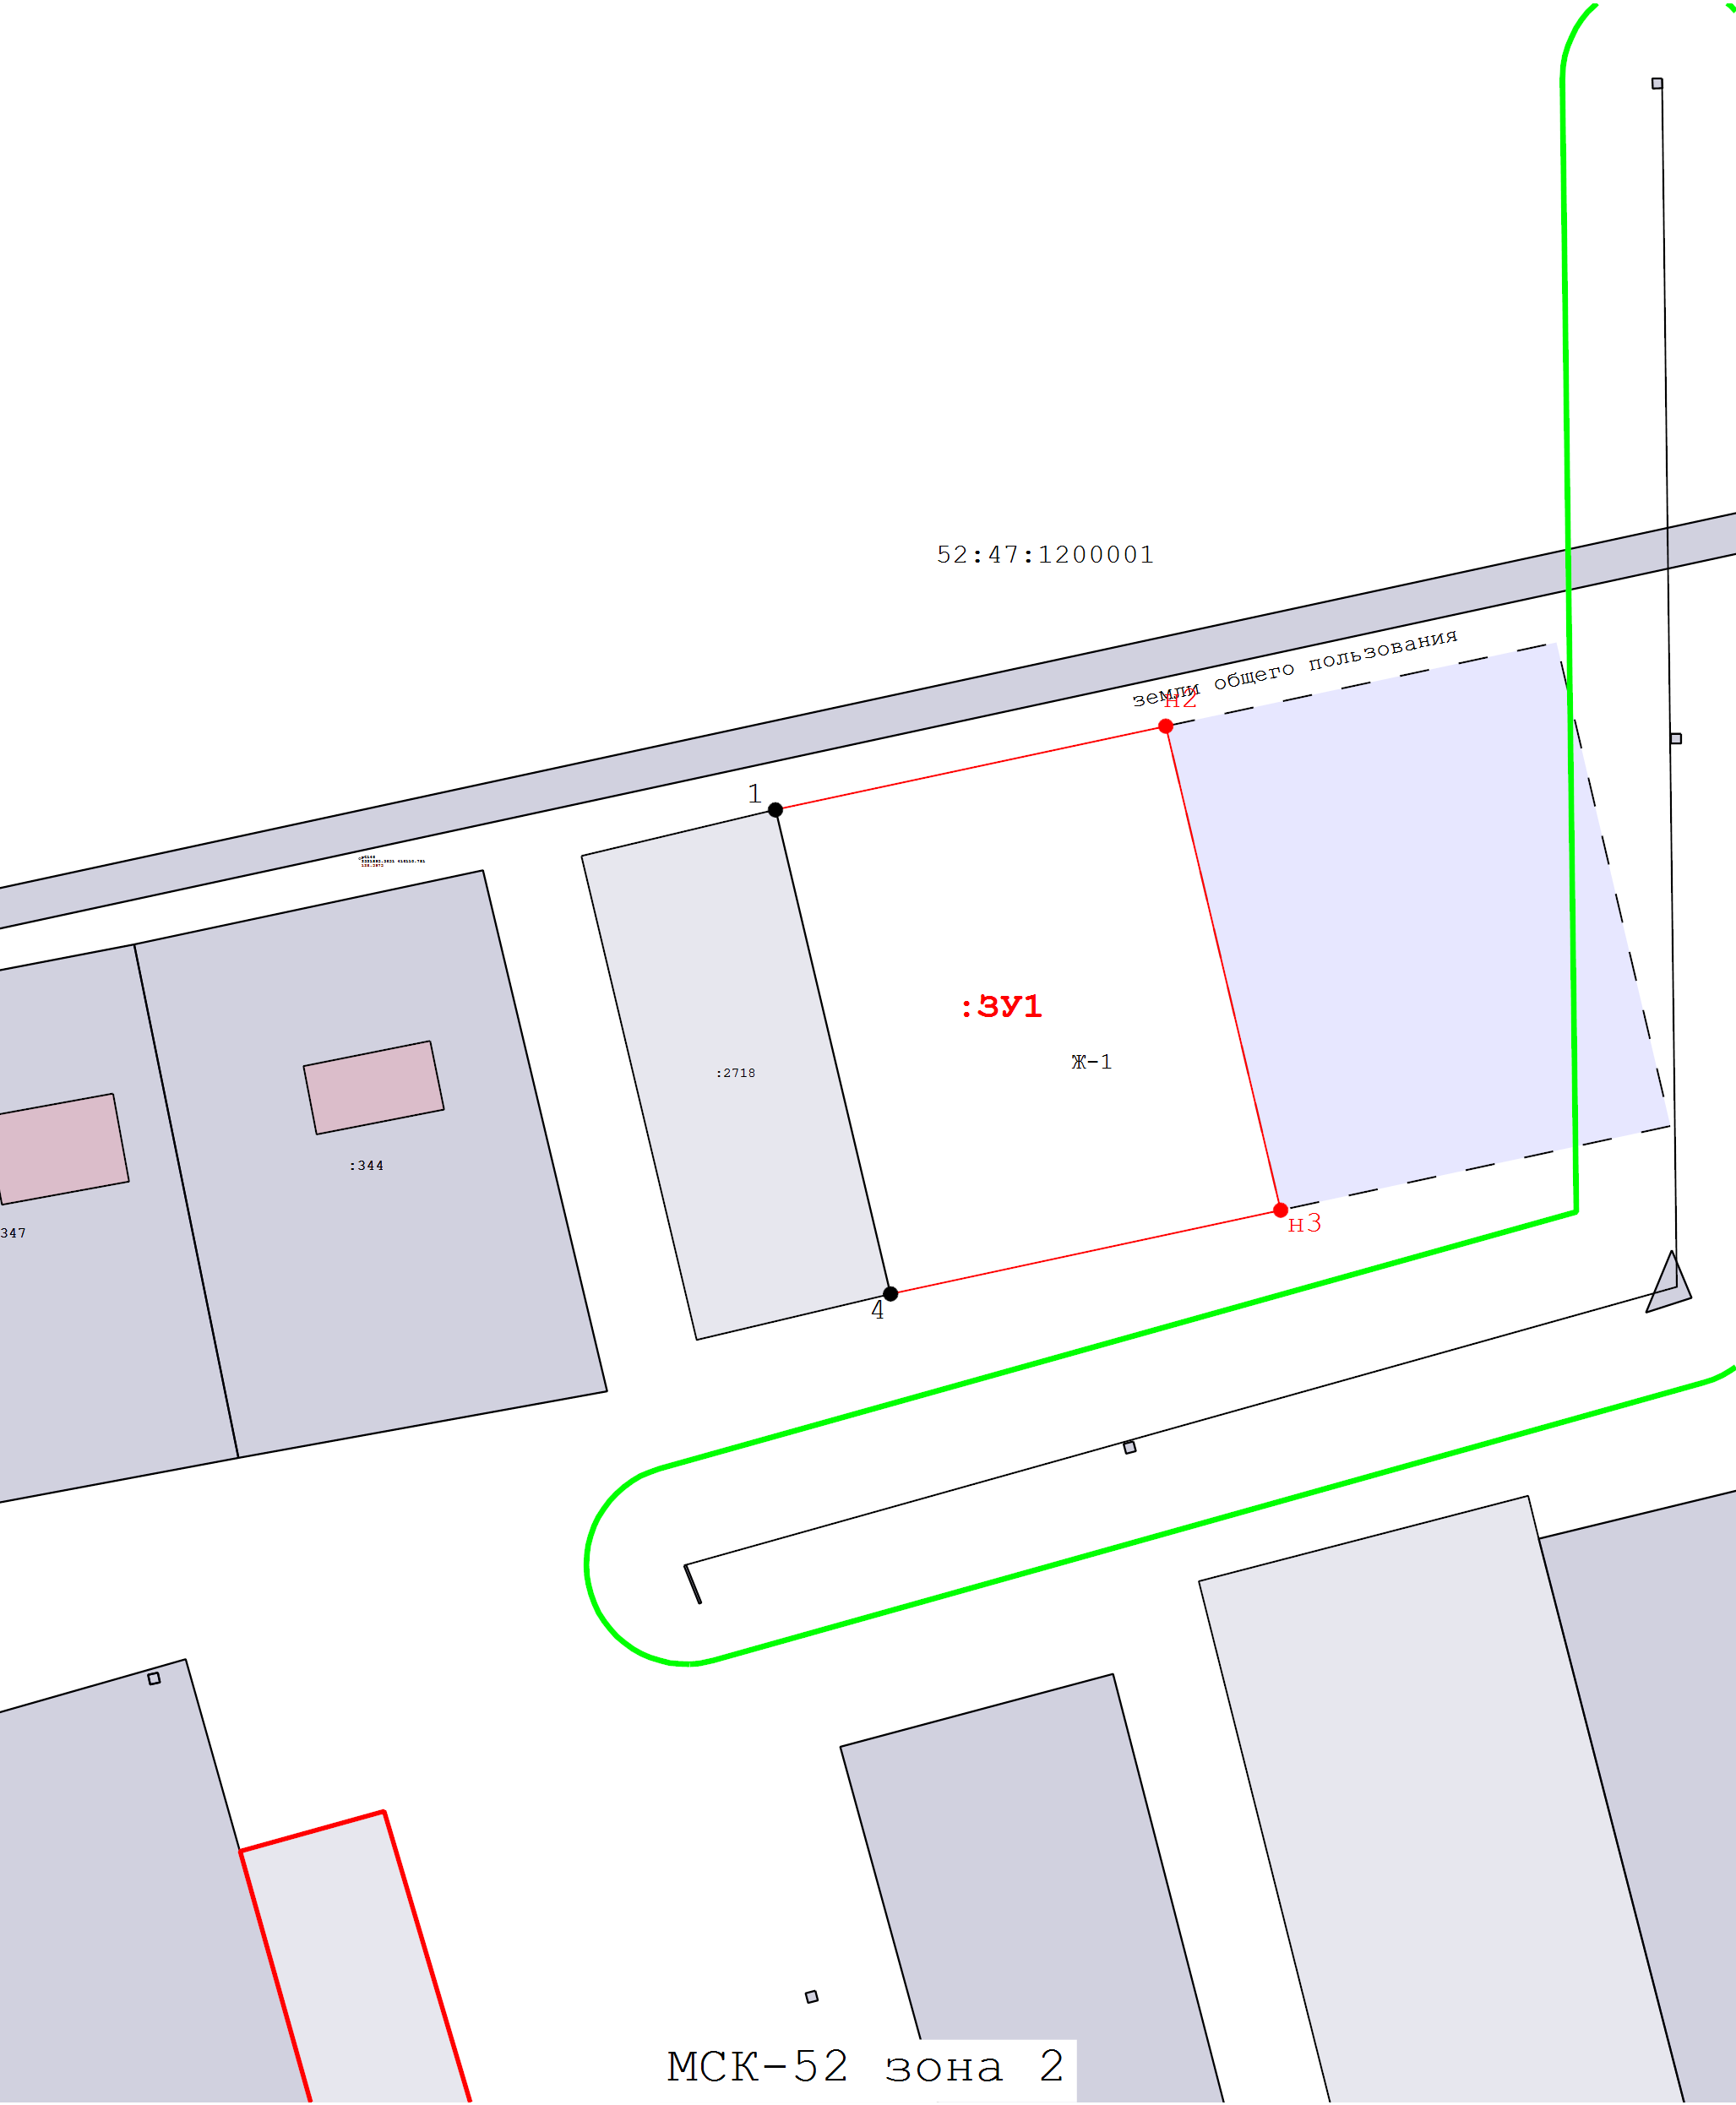 52:47:1200001
земли общего пользования
н2
1
:ЗУ1
Ж-1
:2718
:344
347
н3
4
МСК-52 зона 2